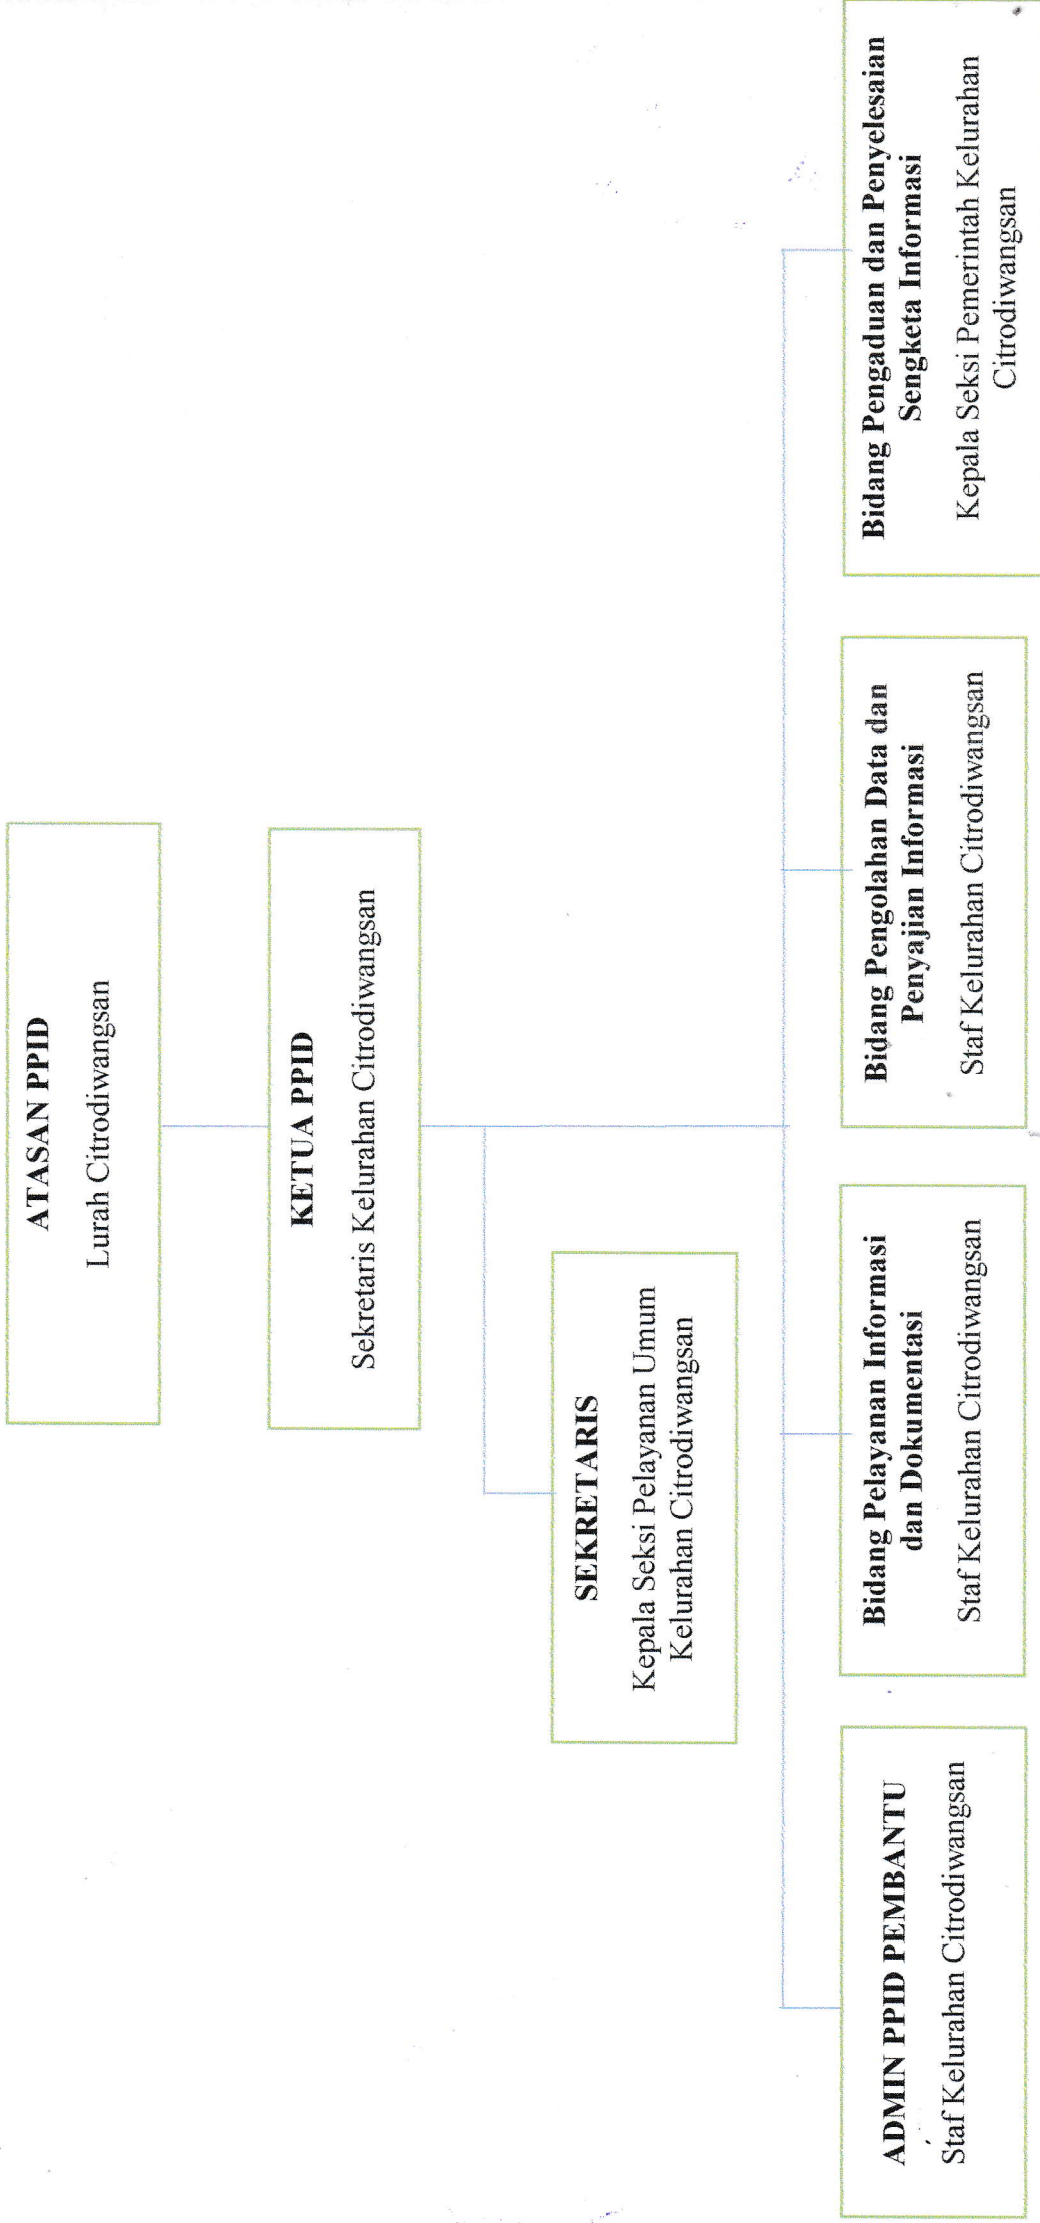 ATASAN PPID
Lurah Citrodiwangsan
KETUA PPID
Sekretaris Kelurahan Citrodiwangsan
SEKRETARIS
Kepala Seksi Pelayanan Umum
Kelurahan Citrodiwangsan
ADMIN PPID PEMBANTU
Staf Kelurahan Citrodiwangsan
Bidang Pelayanan Informasi
dan Dokumentasi
Staf Kelurahan Citrodiwangsan
Bidang Pengolahan Data dan
Penyajian Informasi
Staf Kelurahan Citrodiwangsan
Bidang Pengaduan dan Penyelesaian
Sengketa Informasi
Kepala Seksi Pemerintah Kelurahan
Citrodiwangsan